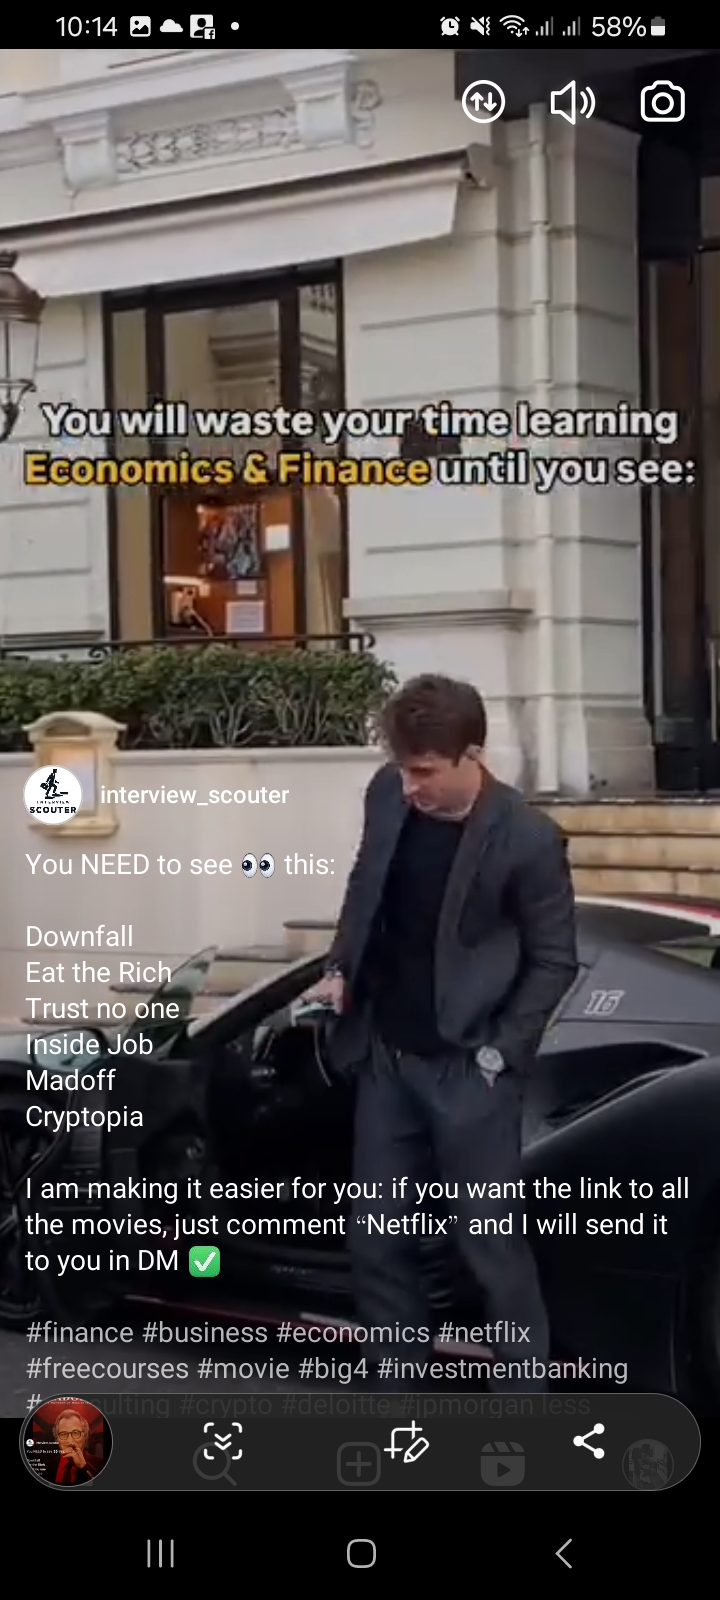 10:14
58%
You will waste your time learning
Economics & Finance until you see:
16
INTERVIEW
SCOUTER
interview_scouter
You NEED to see 👀 this:
Downfall
Eat the Rich
Trust no one
Inside Job
Madoff
Cryptopia
I am making it easier for you: if you want the link to all
the movies, just comment “Netflix” and I will send it
to you in DM ✅
#finance #business #economics #netflix
#freecourses #movie #big4 #investmentbanking
#crypto #deloitte #jpmorgan less